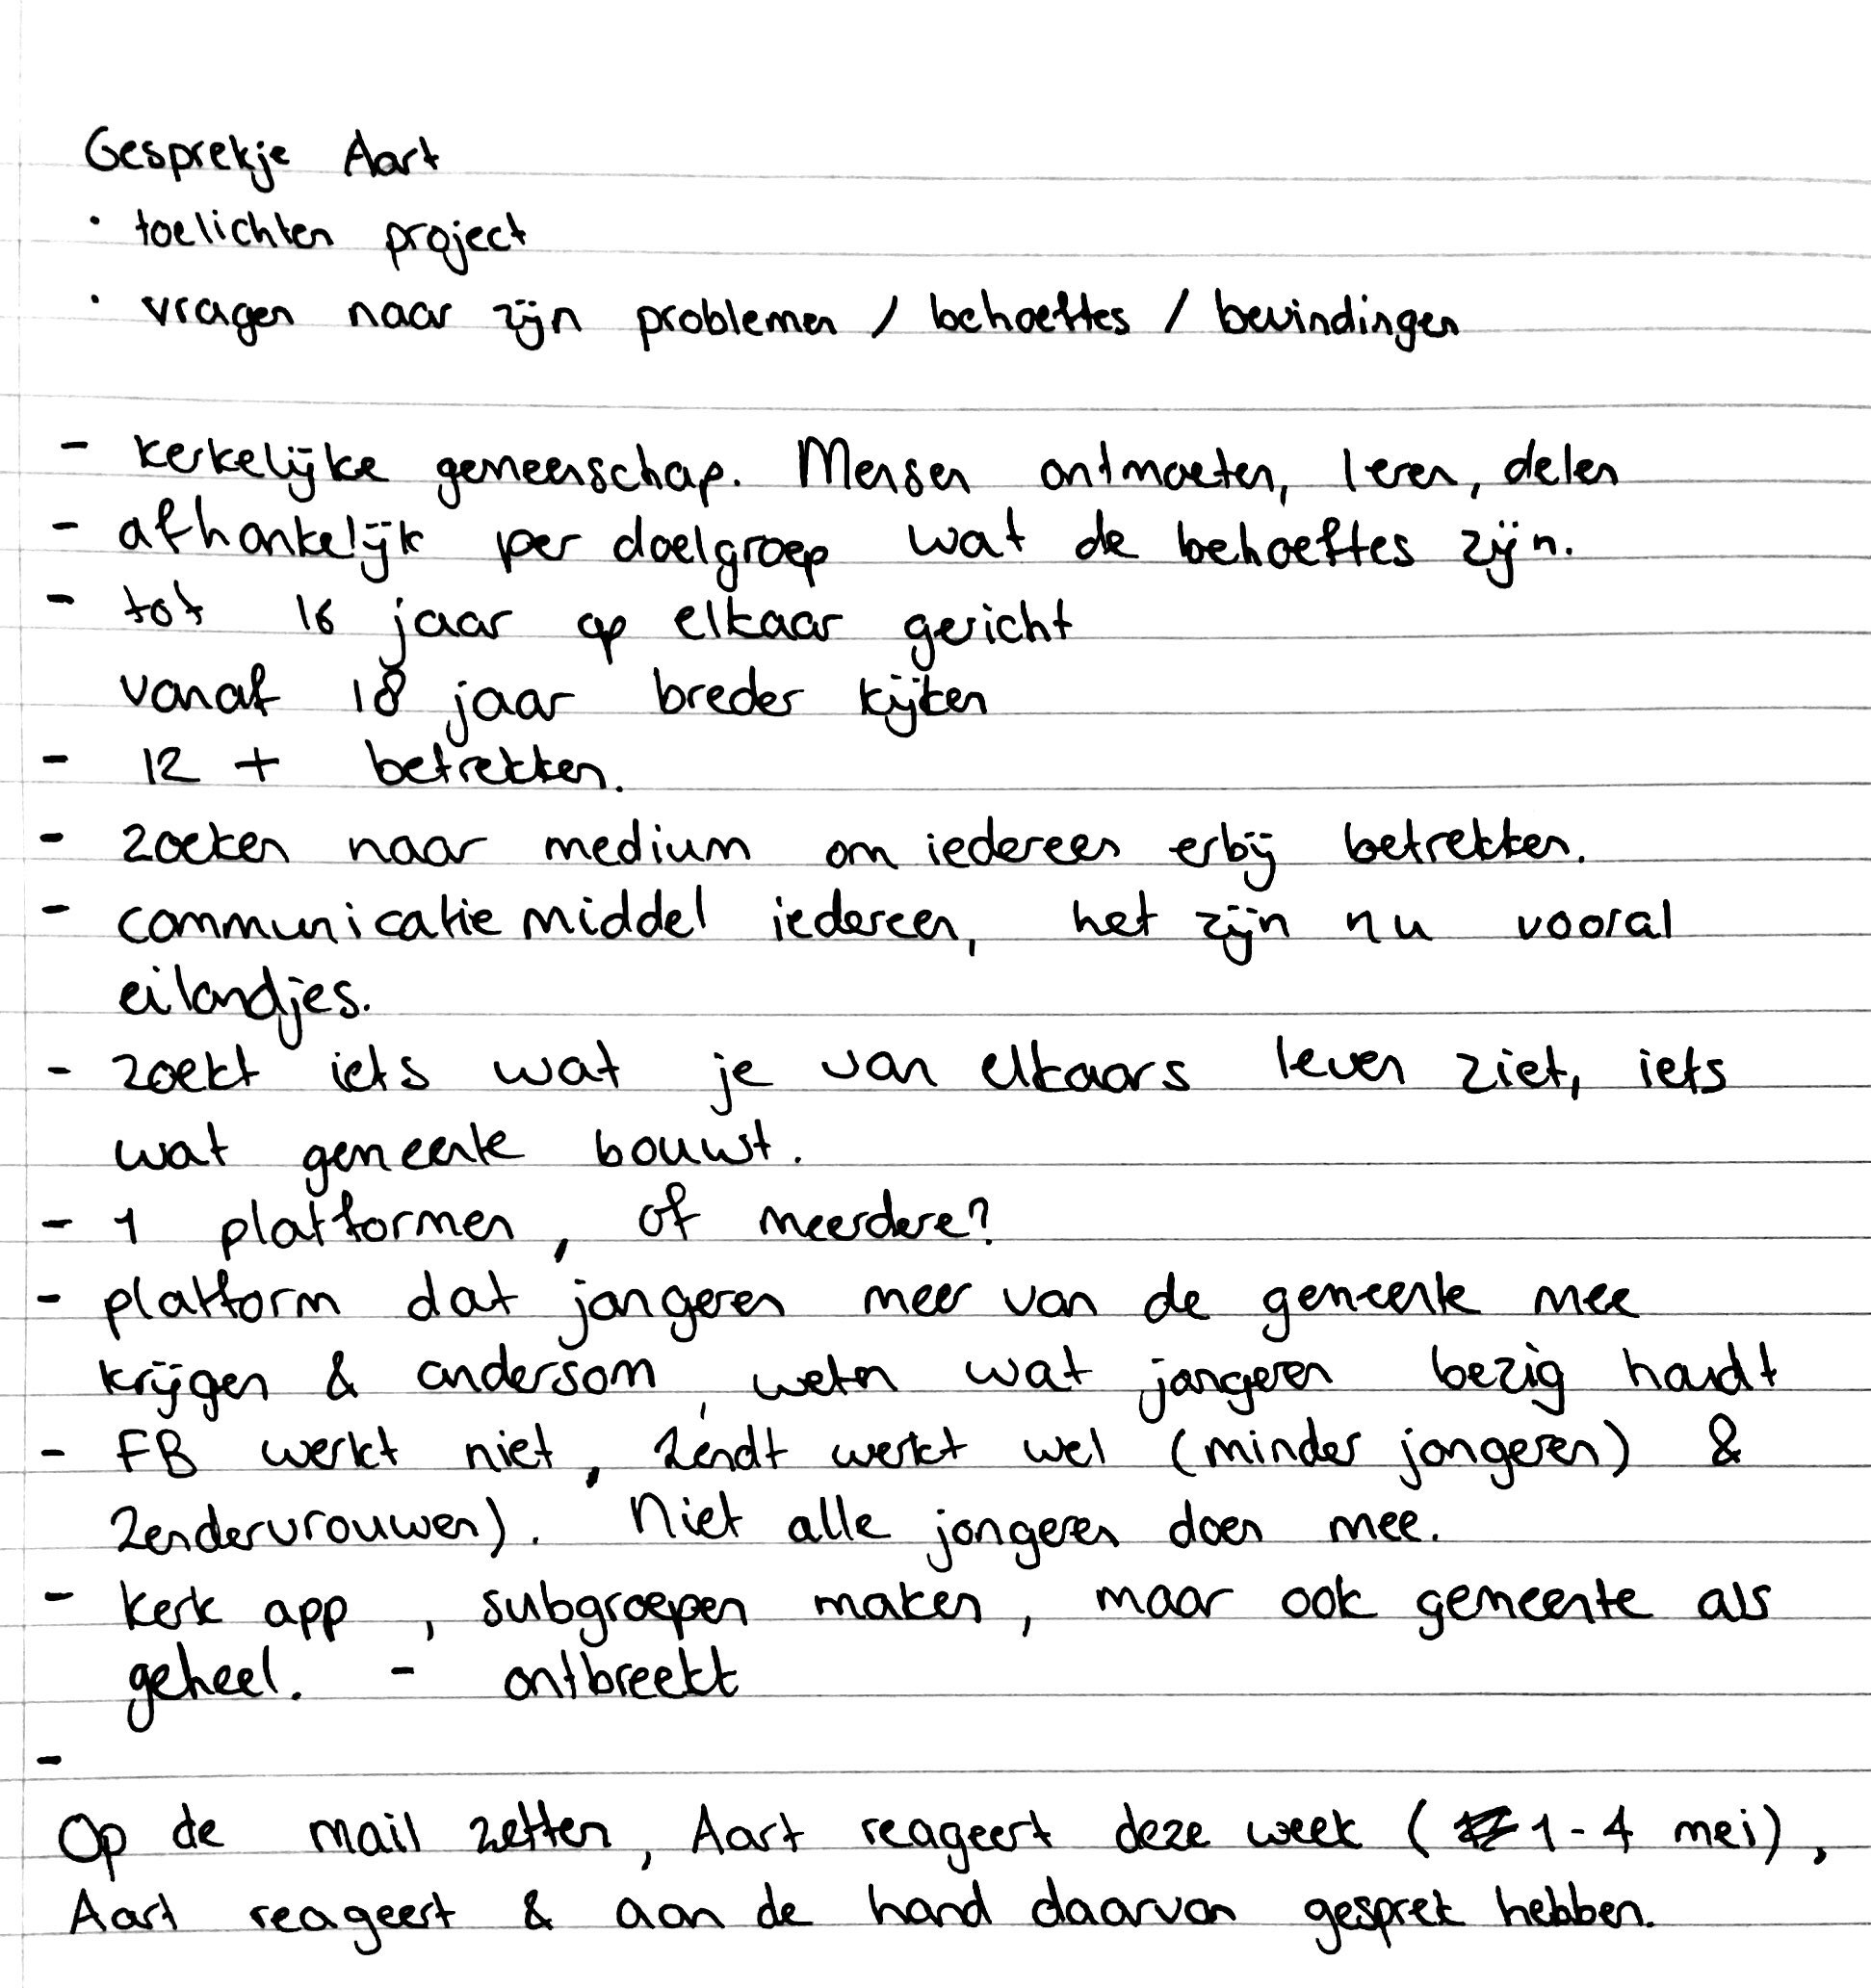 Gesprekje Aart
· toelichten project
· vragen naar zijn problemen / behoeftes / bevindingen
- kerkelijke gemeenschap. Mensen ontmoeten, leren, delen
- afhankelijk per doelgroep wat de behoeftes zijn.
- tot 16 jaar op elkaar gericht
vanaf 18 jaar breder kijken
- 12 + betrekken.
- zoeken naar medium om iedereen erbij betrekken.
- communicatie middel iedereen, het zijn nu vooral
eilandjes.
- zoekt iets wat je van elkaars leven ziet, iets
wat gemeente bouwt.
- 1 platformen, of meerdere?
- platform dat jongeren meer van de gemeente mee
krijgen & andersom, weten wat jongeren bezig houdt
- FB werkt niet, Zendt werkt wel (minder jongeren) &
Zendervrouwen). Niet alle jongeren doen mee.
- kerk app, subgroepen maken, maar ook gemeente als
geheel. - ontbreekt
-
Op de mail zetten, Aart reageert deze week (1-4 mei),
Aart reageert & aan de hand daarvan gesprek hebben.